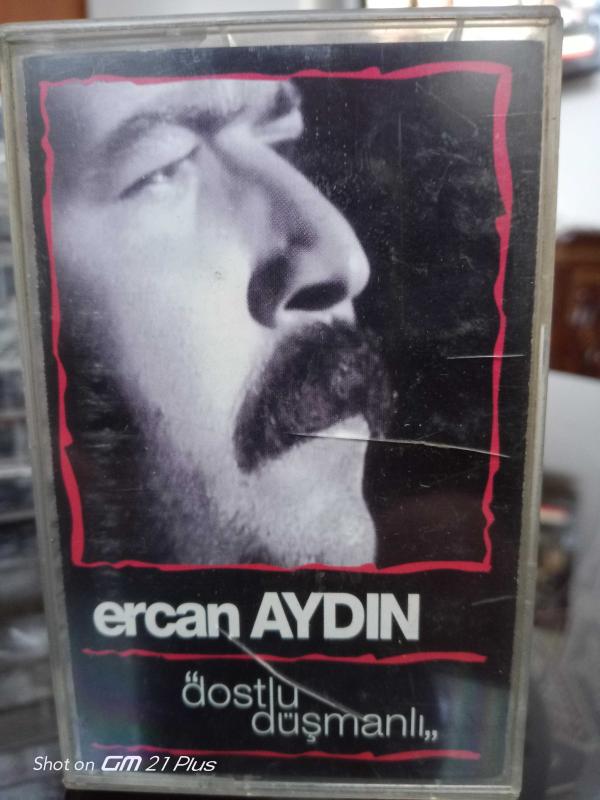 ercan AYDIN
“dostlu
düşmanlı„
Shot on GM 21 Plus